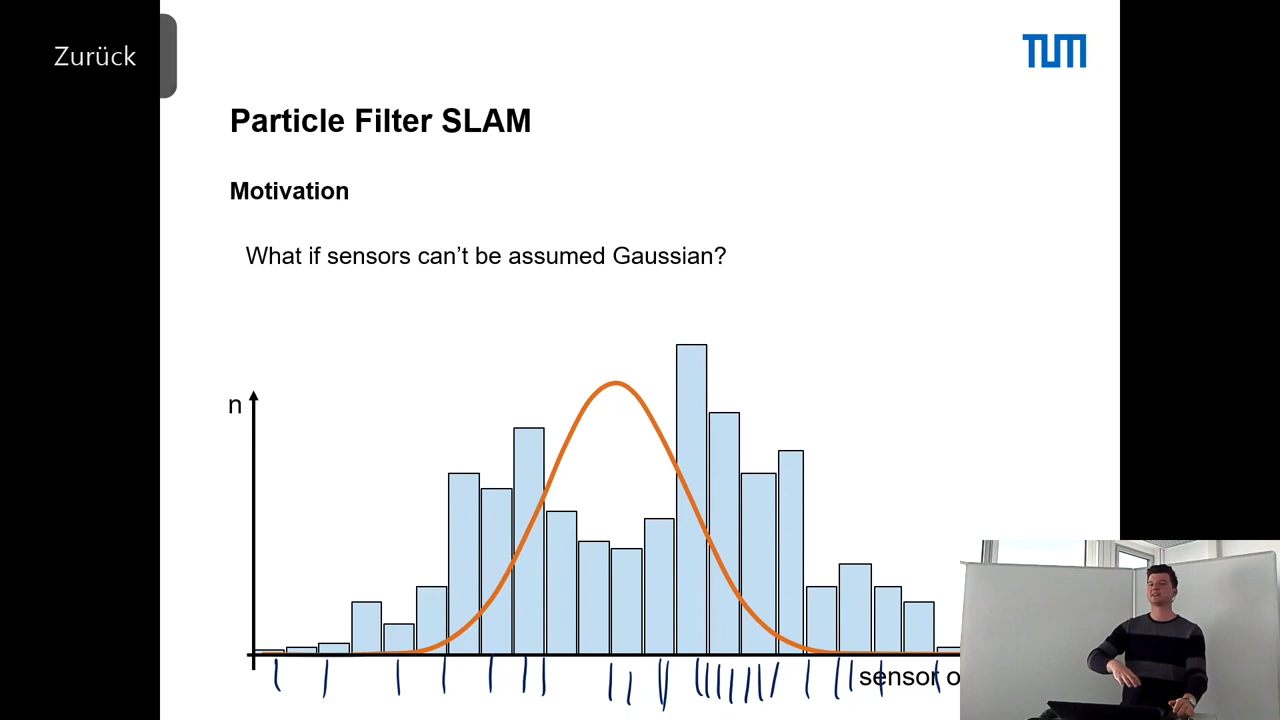 Zurück
TUM
Particle Filter SLAM
Motivation
What if sensors can't be assumed Gaussian?
n
sensor o